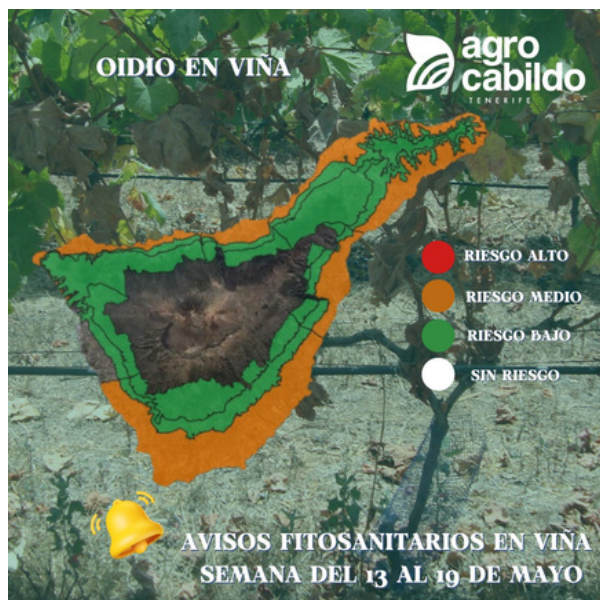 OIDIO EN VIÑA
agro
cabildo
TENERIFE
RIESGO ALTO
RIESGO MEDIO
RIESGO BAJO
SIN RIESGO
AVISOS FITOSANITARIOS EN VIÑA
SEMANA DEL 13 AL 19 DE MAYO